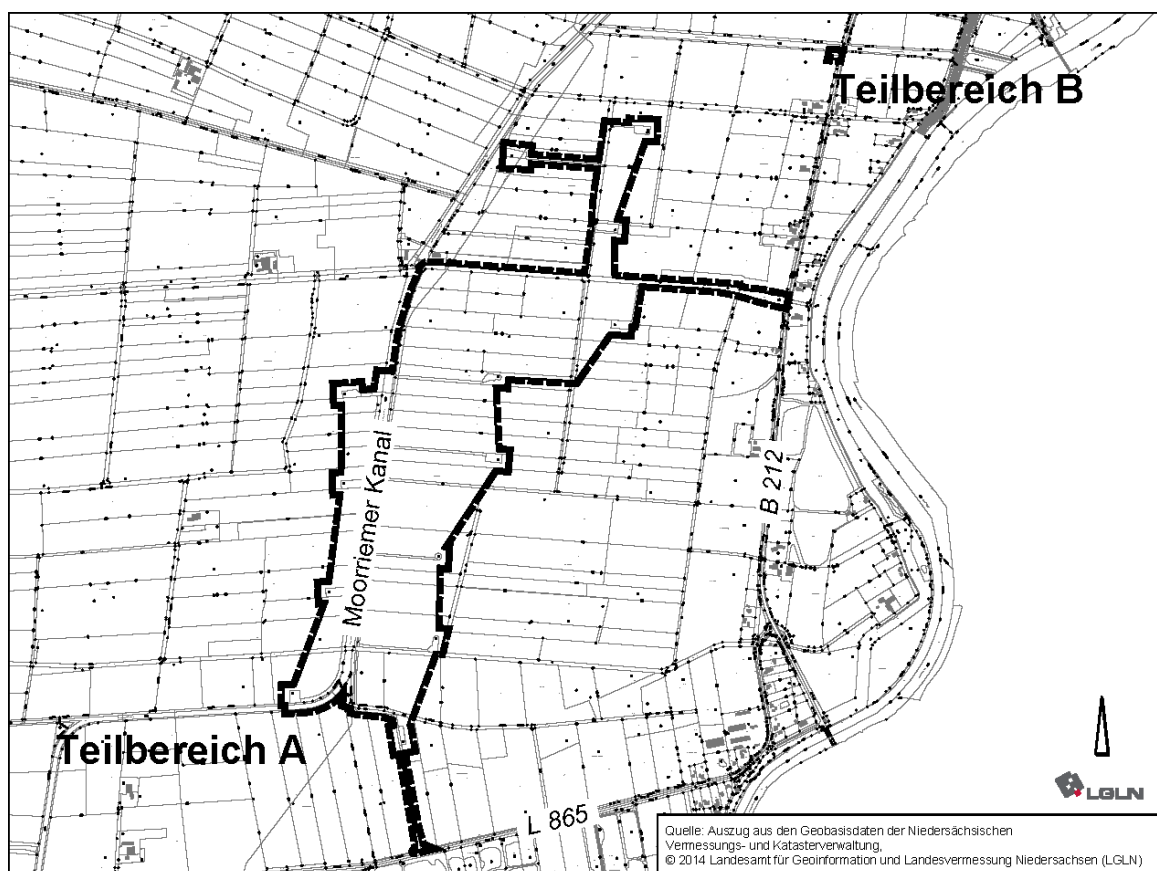 Teilbereich B
Moorriemer Kanal
B 212
Teilbereich A
L 865
LGLN
Quelle: Auszug aus den Geobasisdaten der Niedersächsischen
Vermessungs- und Katasterverwaltung,
© 2014 Landesamt für Geoinformation und Landesvermessung Niedersachsen (LGLN)